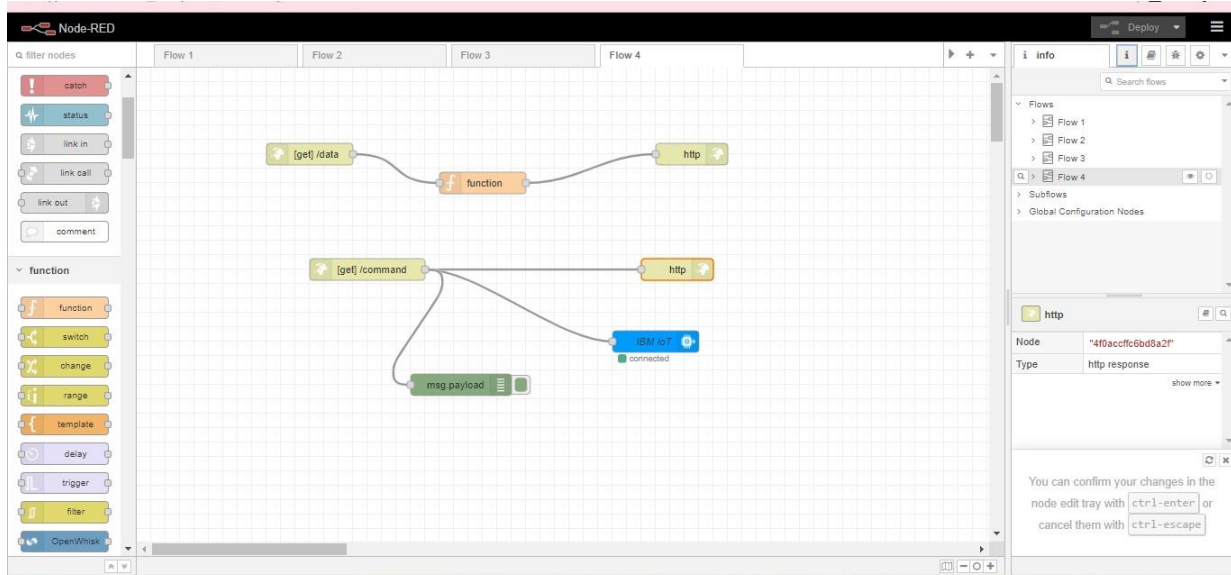 Node-RED
Deploy
filter nodes
catch
status
link in
link call
link out
comment
function
function
switch
change
range
template
delay
trigger
filter
OpenWhisk
Flow 1
Flow 2
Flow 3
Flow 4
[get] /data
function
http
[get] /command
http
IBM IoT
connected
msg.payload
i info
i
Search flows
Flows
Flow 1
Flow 2
Flow 3
Flow 4
Subflows
Global Configuration Nodes
http
Node "4f0accffc6bd8a2f"
Type http response
show more
You can confirm your changes in the
node edit tray with ctrl-enter or
cancel them with ctrl-escape